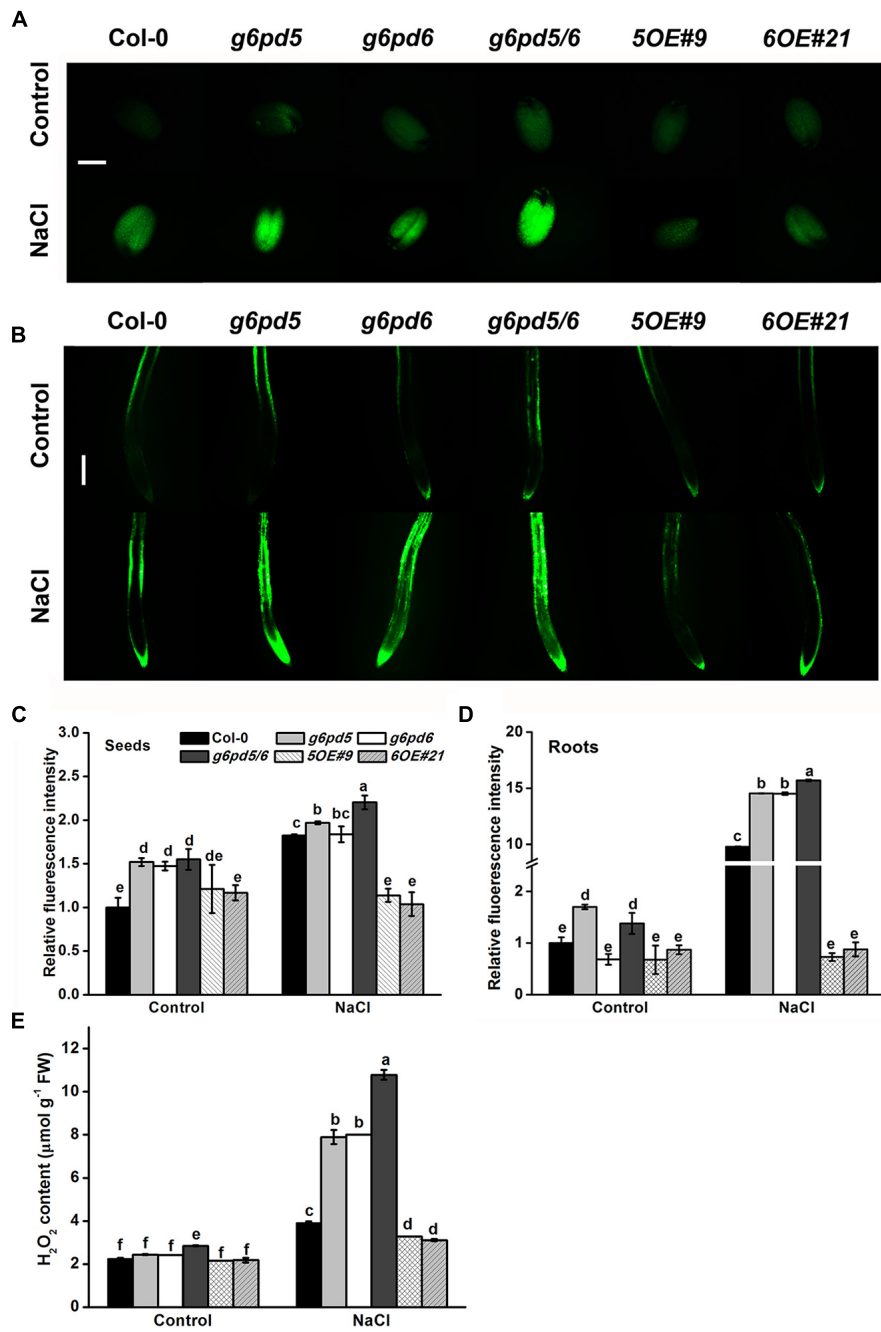 A
Col-0 g6pd5 g6pd6 g6pd5/6 5OE#9 6OE#21
Control
NaCl
B
Col-0 g6pd5 g6pd6 g6pd5/6 5OE#9 6OE#21
Control
NaCl
C
Relative fluorescence intensity
3.0
2.5
2.0
1.5
1.0
0.5
0.0
Seeds
Col-0 g6pd5 g6pd6
g6pd5/6 5OE#9 6OE#21
e d d d de e
c b bc a e e
Control NaCl
D
Relative fluoerescence intensity
20
15
10
2
1
0
Roots
e d e d e e
c b b a e e
Control NaCl
E
H2O2 content (μmol g-1 FW)
12
10
8
6
4
2
0
f f f e f f
c b b a d d
Control NaCl